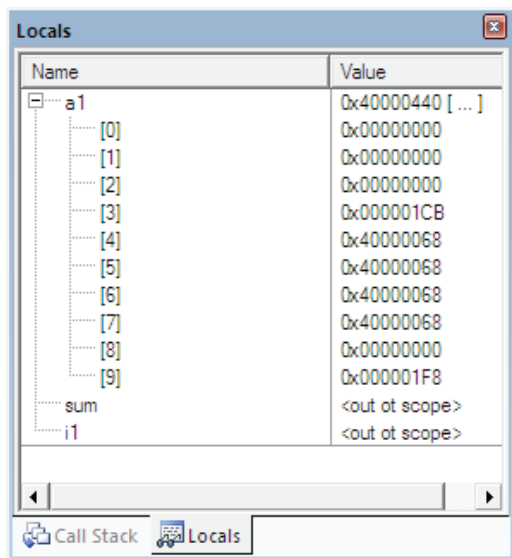 Locals
Name Value
a1 0x40000440 [ ... ]
[0] 0x00000000
[1] 0x00000000
[2] 0x00000000
[3] 0x000001CB
[4] 0x40000068
[5] 0x40000068
[6] 0x40000068
[7] 0x40000068
[8] 0x00000000
[9] 0x000001F8
sum <out ot scope>
i1 <out ot scope>
Call Stack Locals